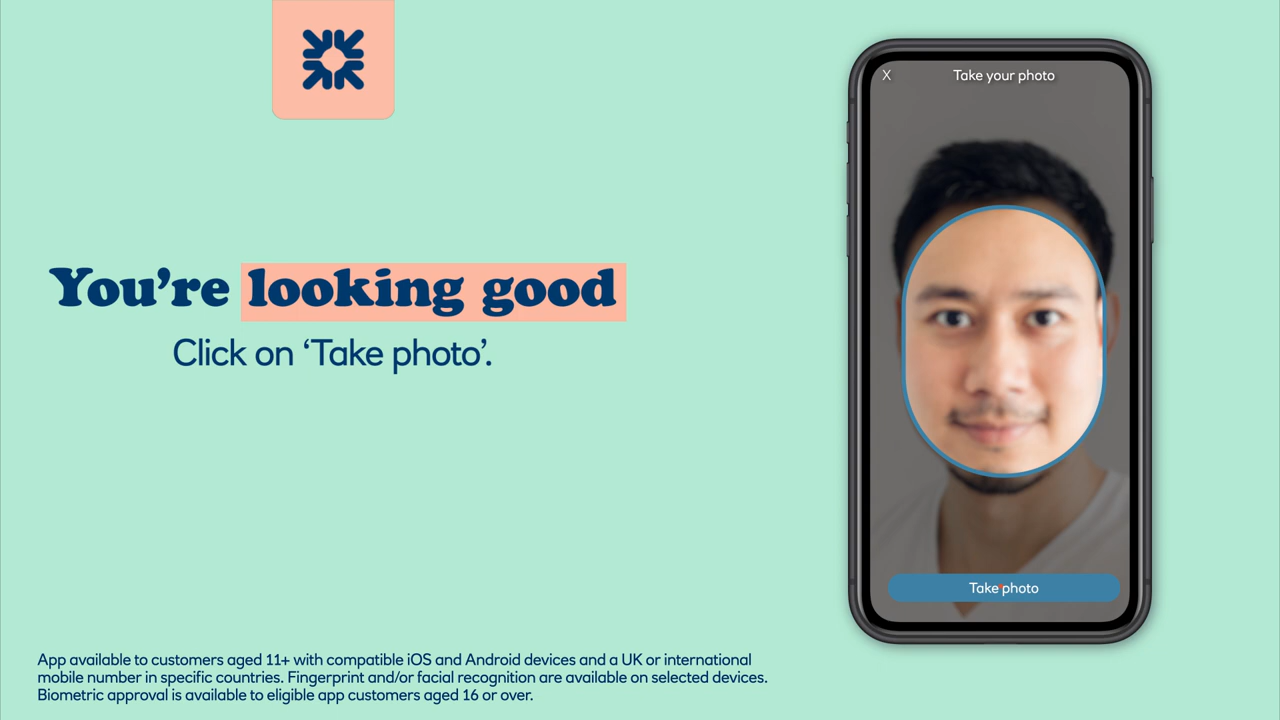 You’re looking good
Click on ‘Take photo’.
X
Take your photo
Take photo
App available to customers aged 11+ with compatible iOS and Android devices and a UK or international
mobile number in specific countries. Fingerprint and/or facial recognition are available on selected devices.
Biometric approval is available to eligible app customers aged 16 or over.